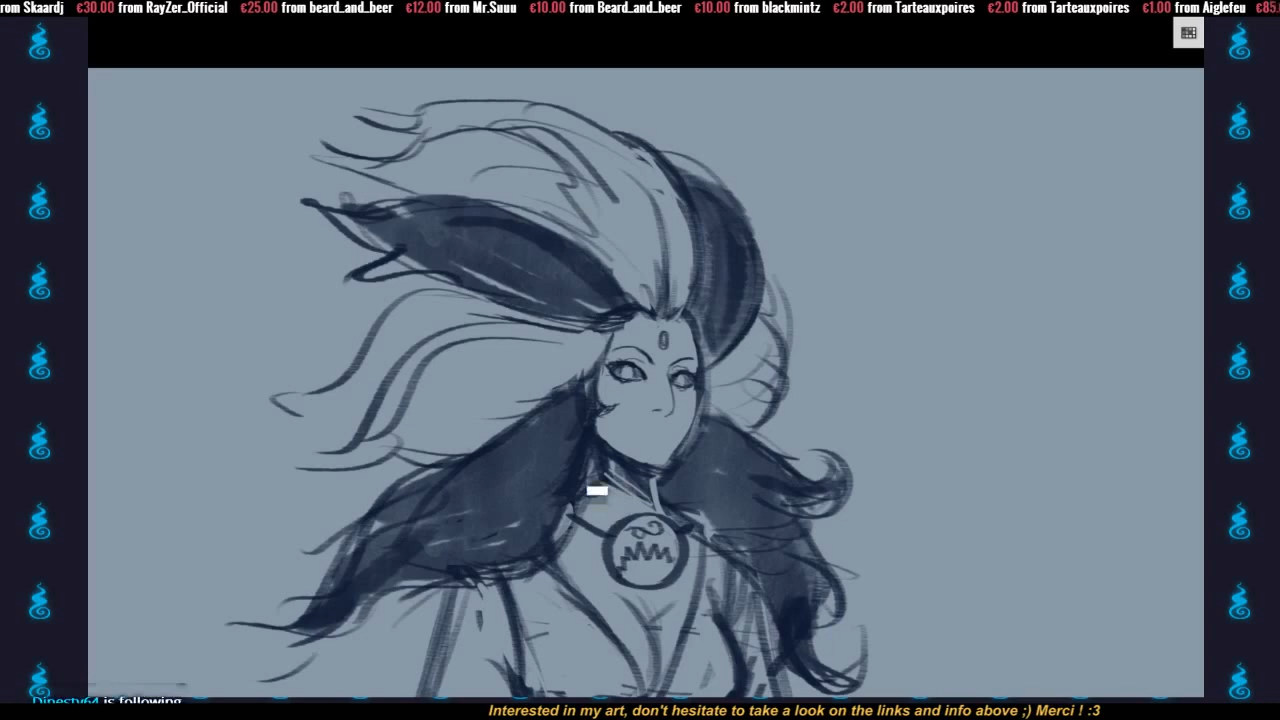 rom Skaardj €30.00 from RayZer_Official €25.00 from beard_and_beer €12.00 from Mr.Suuu €10.00 from Beard_and_beer €10.00 from blackmintz €2.00 from Tarteauxpoires €2.00 from Tarteauxpoires €1.00 from Aiglefeu €85.
Dinesty64 is following
Interested in my art, don't hesitate to take a look on the links and info above ;) Merci ! :3